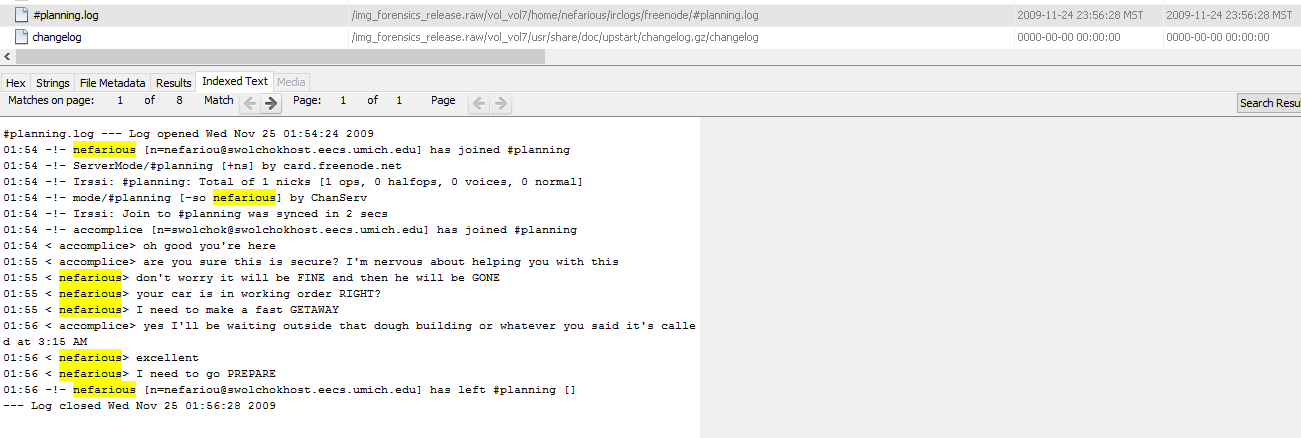 #planning.log /img_forensics_release.raw/vol_vol7/home/nefarious/irclogs/freenode/#planning.log 2009-11-24 23:56:28 MST 2009-11-24 23:56:28 MST
changelog /img_forensics_release.raw/vol_vol7/usr/share/doc/upstart/changelog.gz/changelog 0000-00-00 00:00:00 0000-00-00 00:00:00
Hex Strings File Metadata Results Indexed Text Media
Matches on page: 1 of 8 Match Page: 1 of 1 Page Search Resu
#planning.log --- Log opened Wed Nov 25 01:54:24 2009
01:54 -!- nefarious [n=nefariou@swolchokhost.eecs.umich.edu] has joined #planning
01:54 -!- ServerMode/#planning [+ns] by card.freenode.net
01:54 -!- Irssi: #planning: Total of 1 nicks [1 ops, 0 halfops, 0 voices, 0 normal]
01:54 -!- mode/#planning [-so nefarious] by ChanServ
01:54 -!- Irssi: Join to #planning was synced in 2 secs
01:54 -!- accomplice [n=swolchok@swolchokhost.eecs.umich.edu] has joined #planning
01:54 < accomplice> oh good you're here
01:55 < accomplice> are you sure this is secure? I'm nervous about helping you with this
01:55 < nefarious> don't worry it will be FINE and then he will be GONE
01:55 < nefarious> your car is in working order RIGHT?
01:55 < nefarious> I need to make a fast GETAWAY
01:56 < accomplice> yes I'll be waiting outside that dough building or whatever you said it's calle
d at 3:15 AM
01:56 < nefarious> excellent
01:56 < nefarious> I need to go PREPARE
01:56 -!- nefarious [n=nefariou@swolchokhost.eecs.umich.edu] has left #planning []
--- Log closed Wed Nov 25 01:56:28 2009